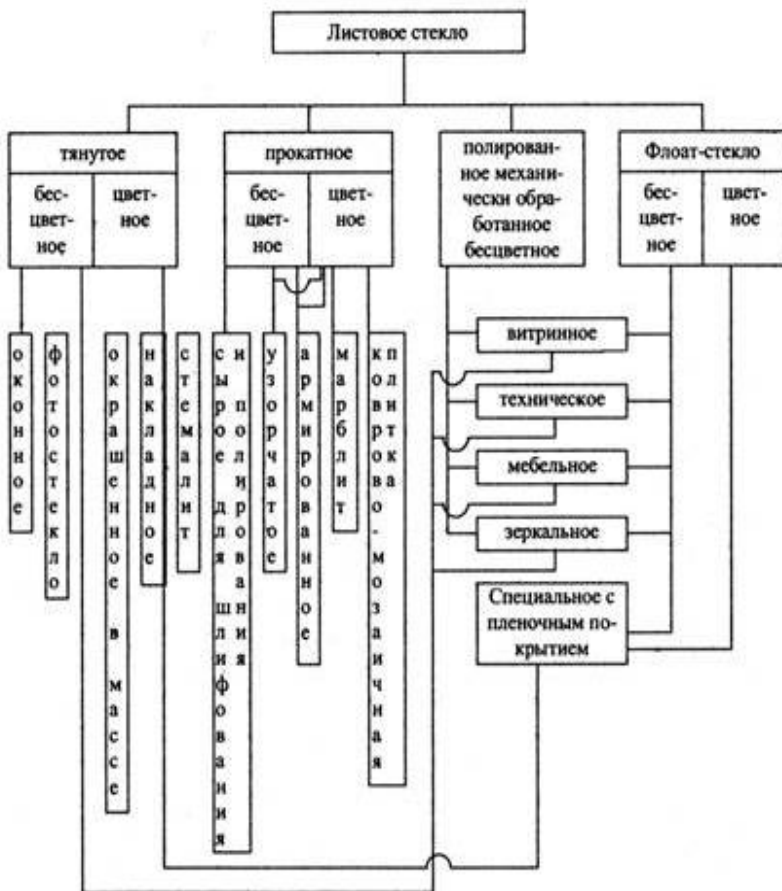 Листовое стекло
тянутое
бес-
цвет-
ное
цвет-
ное
прокатное
бес-
цвет-
ное
цвет-
ное
полирован-
ное механи-
чески обра-
ботанное
бесцветное
Флоат-стекло
бес-
цвет-
ное
цвет-
ное
оконное
фотостекло
окрашенное в массе
накладное
стемалит
сырое для шлифования
и полирования
узорчатое
армированное
марблит
коврово-мозаичная
плитка
витринное
техническое
мебельное
зеркальное
Специальное с
пленочным по-
крытием